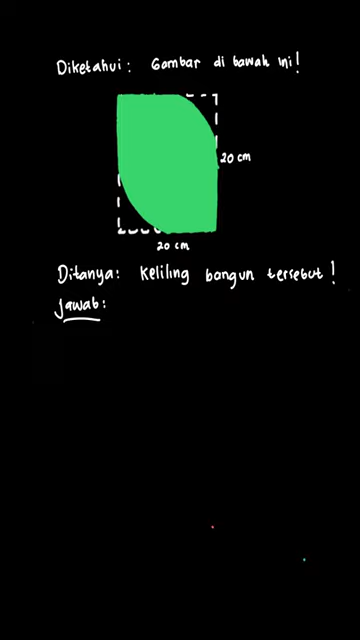 Diketahui: Gambar di bawah ini!
20 cm
20 cm
Ditanya: Keliling bangun tersebut!
Jawab: